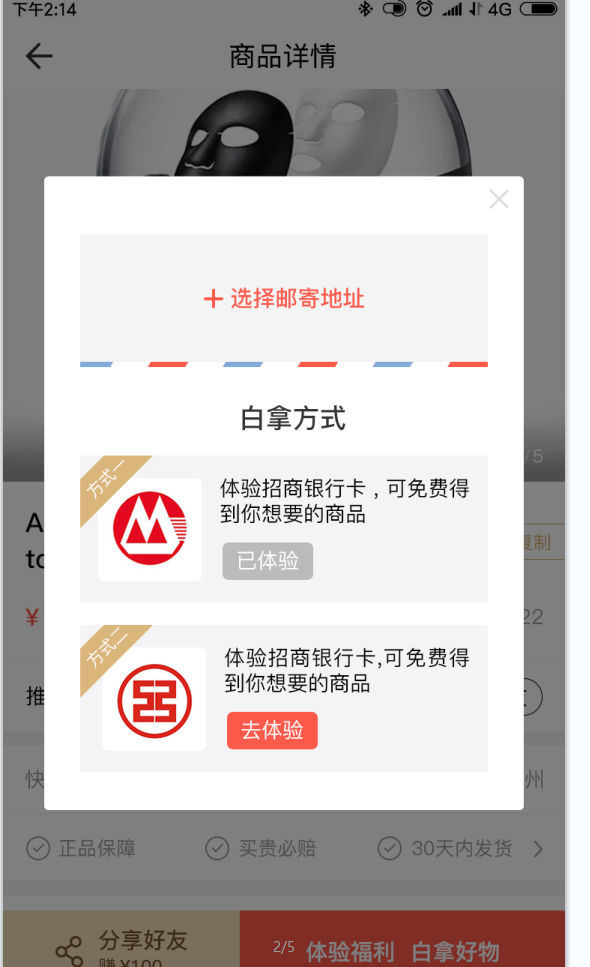 下午2:14
4G
商品详情
/5
+ 选择邮寄地址
白拿方式
方式一
体验招商银行卡，可免费得
到你想要的商品
已体验
方式二
体验招商银行卡,可免费得
到你想要的商品
去体验
A
复制
to
¥
22
推
快
州
正品保障
买贵必赔
30天内发货
分享好友
赚 ¥100
2/5
体验福利 白拿好物